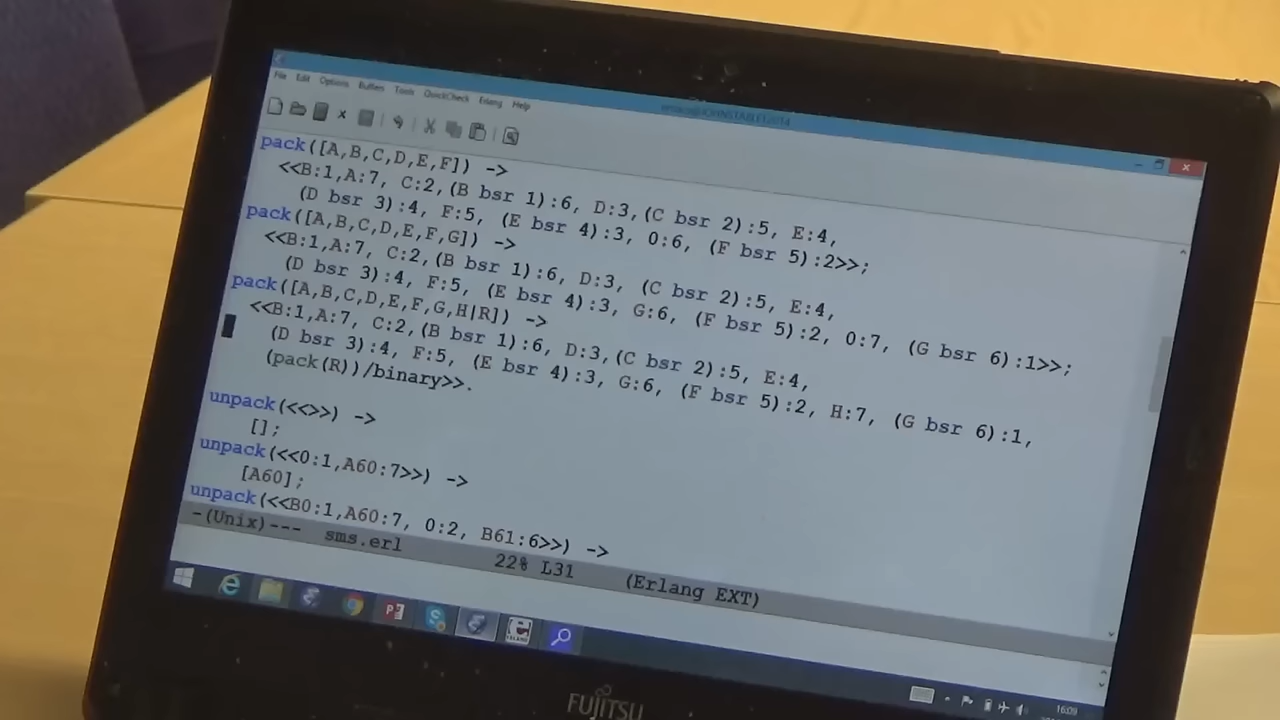 File Edit Options Buffers Tools QuickCheck Erlang Help
pack([A,B,C,D,E,F]) ->
<<B:1,A:7, C:2,(B bsr 1):6, D:3,(C bsr 2):5, E:4,
(D bsr 3):4, F:5, (E bsr 4):3, 0:6, (F bsr 5):2>>;
pack([A,B,C,D,E,F,G]) ->
<<B:1,A:7, C:2,(B bsr 1):6, D:3, (C bsr 2):5, E:4,
(D bsr 3):4, F:5, (E bsr 4):3, G:6, (F bsr 5):2, 0:7, (G bsr 6):1>>;
pack([A,B,C,D,E,F,G,H|R]) ->
<<B:1,A:7, C:2,(B bsr 1):6, D:3,(C bsr 2):5, E:4,
(D bsr 3):4, F:5, (E bsr 4):3, G:6, (F bsr 5):2, H:7, (G bsr 6):1,
(pack(R))/binary>>.
unpack(<<>>) ->
[];
unpack(<<0:1,A60:7>>) ->
[A60];
unpack(<<B0:1,A60:7, 0:2, B61:6>>) ->
-(Unix)--- sms.erl 22% L31 (Erlang EXT)
16:09
FUJITSU